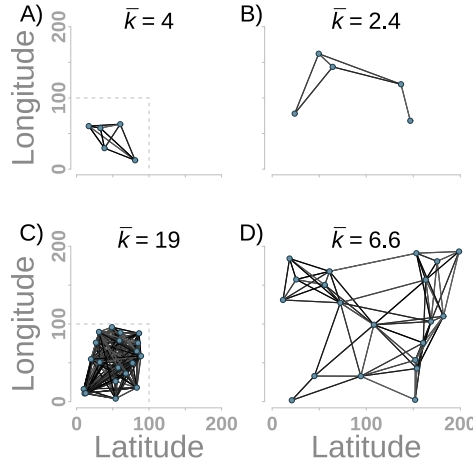 A) k̅ = 4
B) k̅ = 2.4
Longitude
0 100 200
C) k̅ = 19
D) k̅ = 6.6
Longitude
0 100 200
0 100 200
0 100 200
Latitude
Latitude